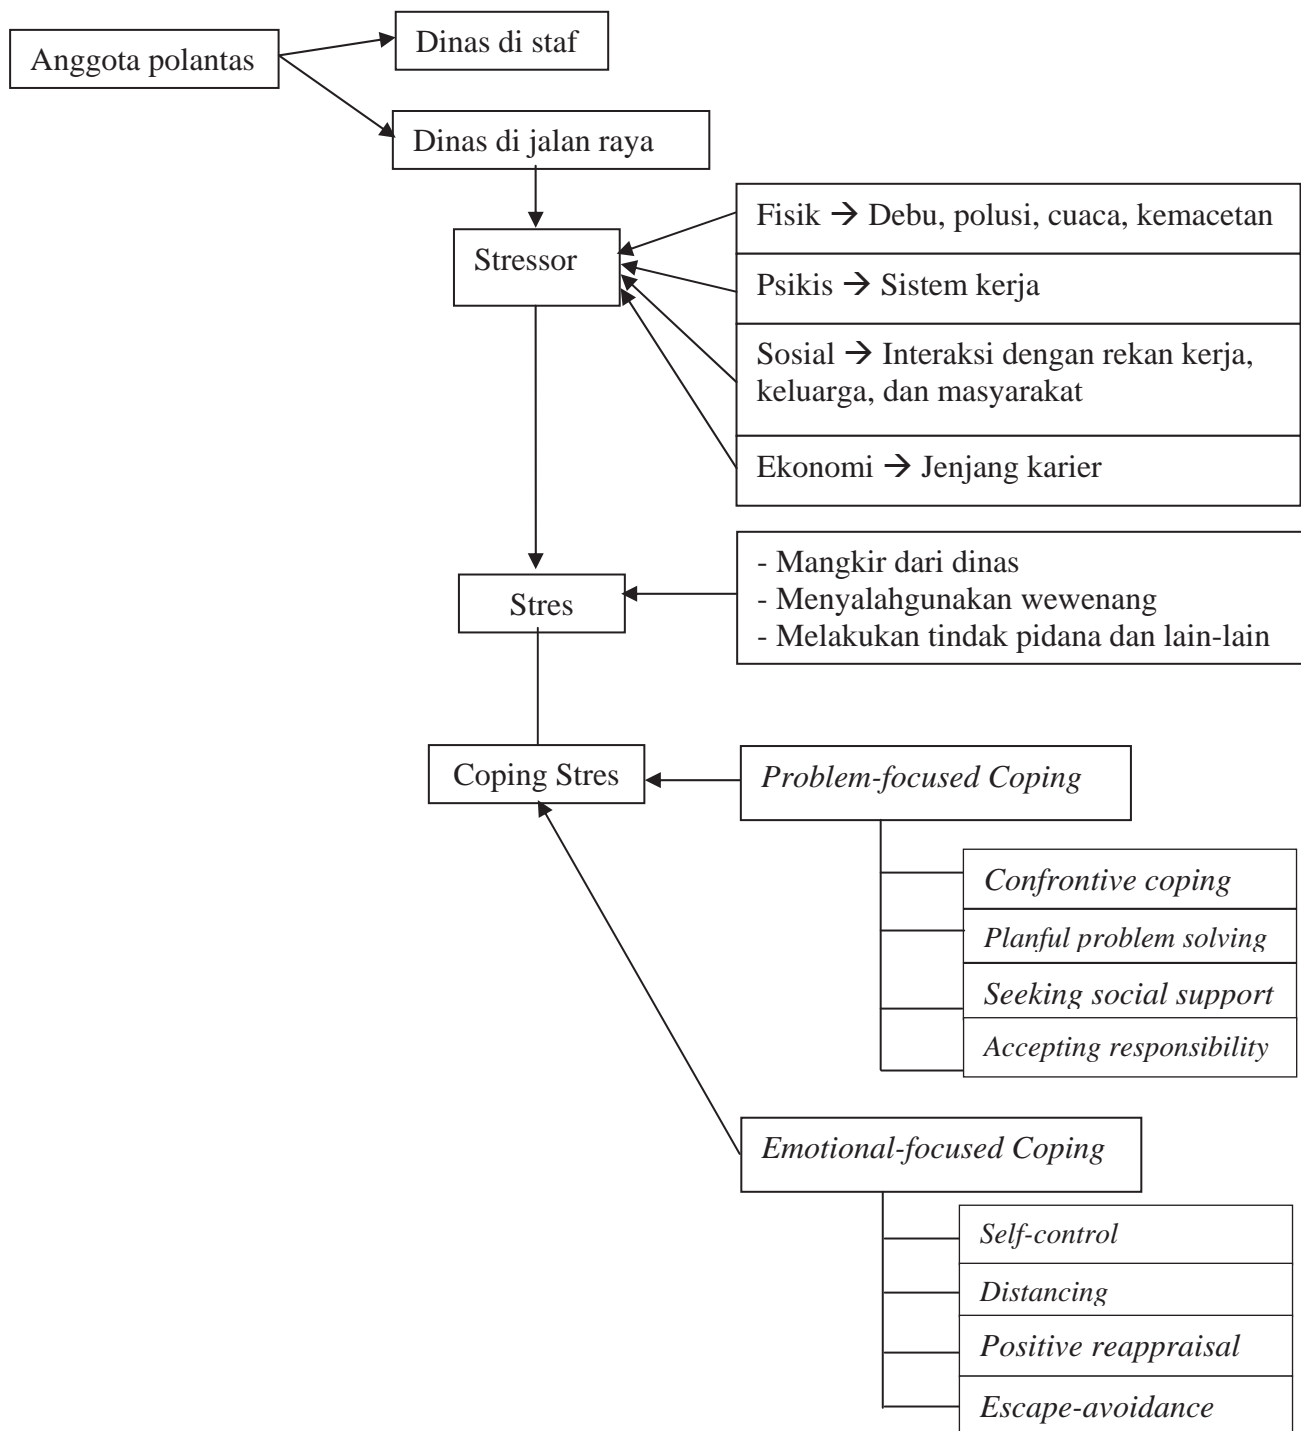 Anggota polantas
Dinas di staf
Dinas di jalan raya
Stressor
Fisik → Debu, polusi, cuaca, kemacetan
Psikis → Sistem kerja
Sosial → Interaksi dengan rekan kerja,
keluarga, dan masyarakat
Ekonomi → Jenjang karier
Stres
- Mangkir dari dinas
- Menyalahgunakan wewenang
- Melakukan tindak pidana dan lain-lain
Coping Stres
Problem-focused Coping
Confrontive coping
Planful problem solving
Seeking social support
Accepting responsibility
Emotional-focused Coping
Self-control
Distancing
Positive reappraisal
Escape-avoidance